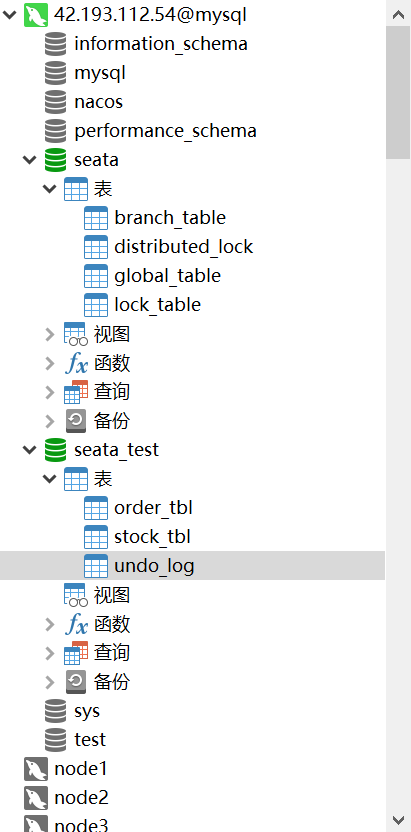 42.193.112.54@mysql
information_schema
mysql
nacos
performance_schema
seata
表
branch_table
distributed_lock
global_table
lock_table
视图
fx 函数
查询
备份
seata_test
表
order_tbl
stock_tbl
undo_log
视图
fx 函数
查询
备份
sys
test
node1
node2
node3